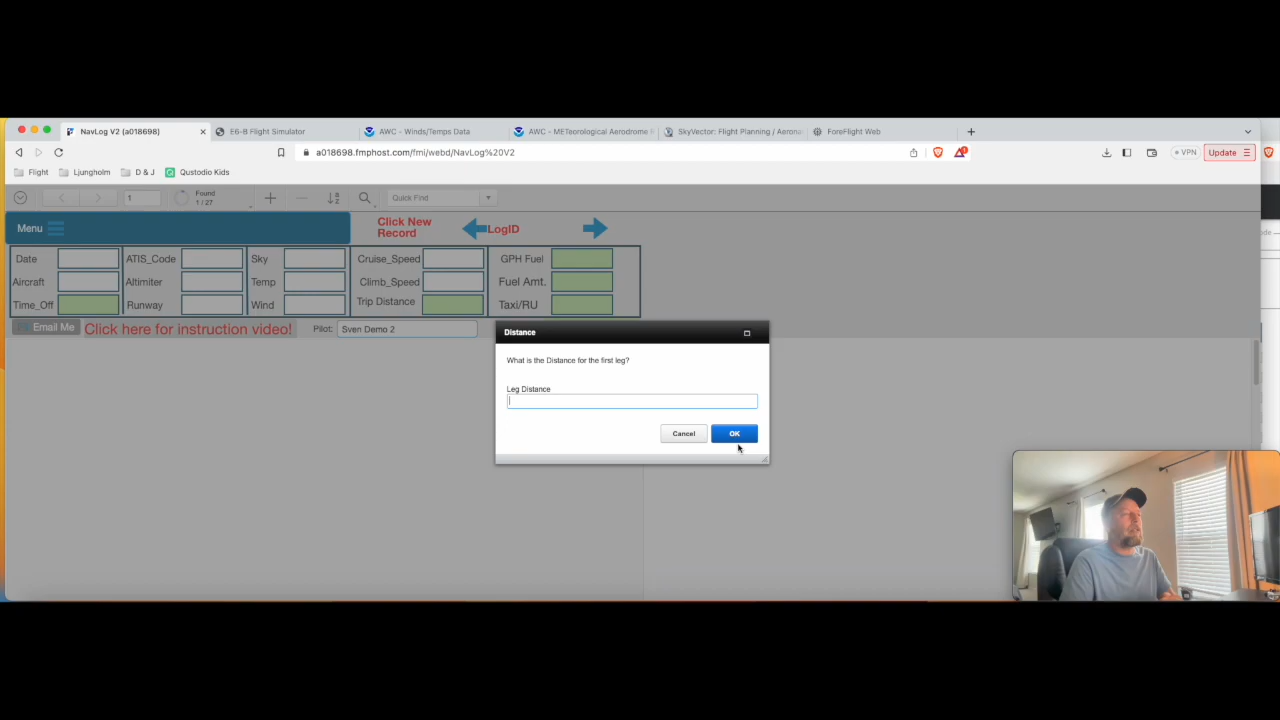 NavLog V2 (a018698)
E6-B Flight Simulator
AWC - Winds/Temps Data
AWC - METeorological Aerodrome R
SkyVector: Flight Planning / Aerona
ForeFlight Web
a018698.fmphost.com/fmi/webd/NavLog%20V2
VPN
Update
Flight
Ljungholm
D & J
Qustodio Kids
1
Found
1 / 27
Quick Find
Menu
Click New
Record
LogID
Date
ATIS_Code
Sky
Cruise_Speed
GPH Fuel
Aircraft
Altimiter
Temp
Climb_Speed
Fuel Amt.
Time_Off
Runway
Wind
Trip Distance
Taxi/RU
Email Me
Click here for instruction video!
Pilot:
Sven Demo 2
Distance
What is the Distance for the first leg?
Leg Distance
Cancel
OK